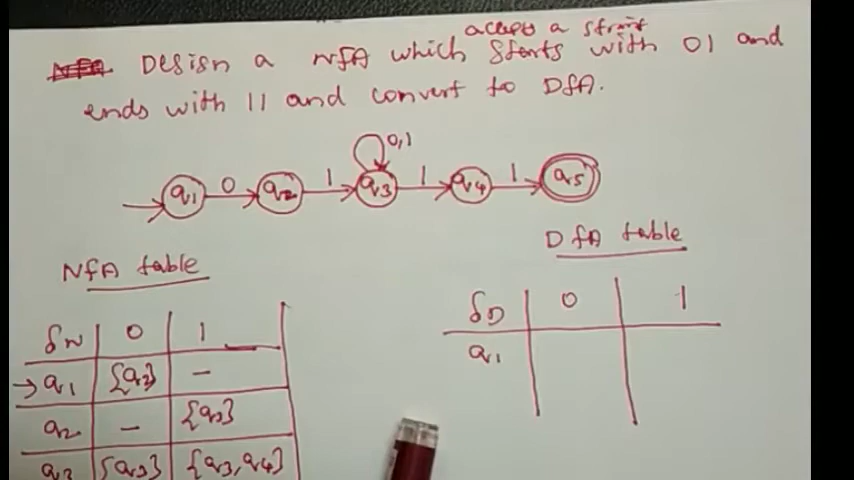 accepts a string
Design a NFA which starts with 01 and
ends with 11 and convert to DFA.
0,1
q1 0 q2 1 q3 1 q4 1 q5
NFA table
DFA table
δN 0 1
δD 0 1
→q1 {q2} -
q1
q2 - {q3}
q3 {q3} {q3,q4}